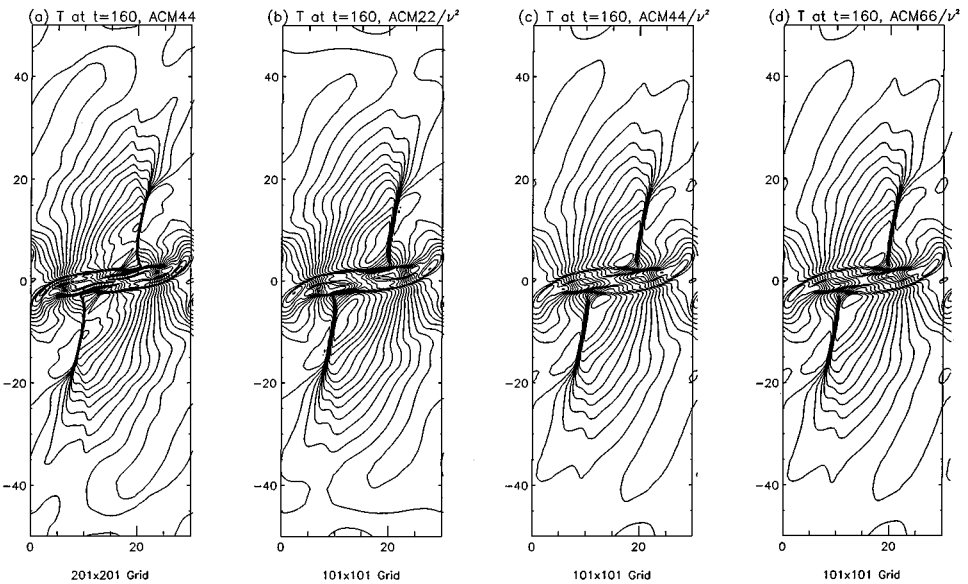 (a) T at t=160, ACM44
(b) T at t=160, ACM22/ν²
(c) T at t=160, ACM44/ν²
(d) T at t=160, ACM66/ν²
40 40 40 40
20 20 20 20
0 0 0 0
−20 −20 −20 −20
−40 −40 −40 −40
0 20 0 20 0 20 0 20
201x201 Grid 101x101 Grid 101x101 Grid 101x101 Grid